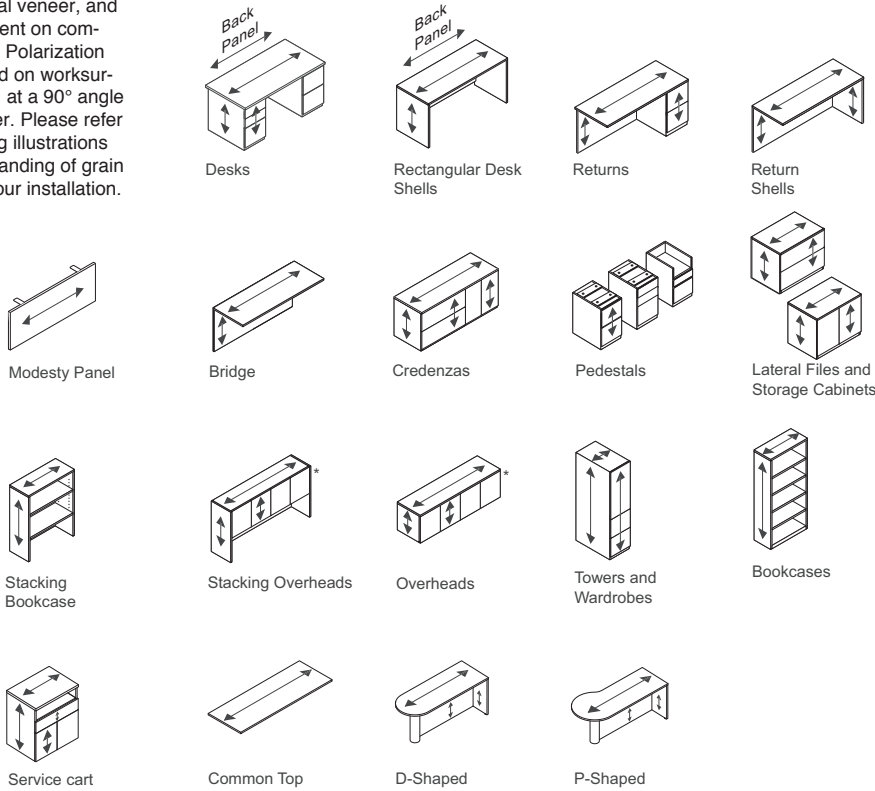 al veneer, and
ent on com-
Polarization
d on worksur-
at a 90° angle
er. Please refer
g illustrations
anding of grain
our installation.
Back
Panel
Back
Panel
Desks
Rectangular Desk
Shells
Returns
Return
Shells
Modesty Panel
Bridge
Credenzas
Pedestals
Lateral Files and
Storage Cabinets
Stacking
Bookcase
*
Stacking Overheads
*
Overheads
Towers and
Wardrobes
Bookcases
Service cart
Common Top
D-Shaped
P-Shaped